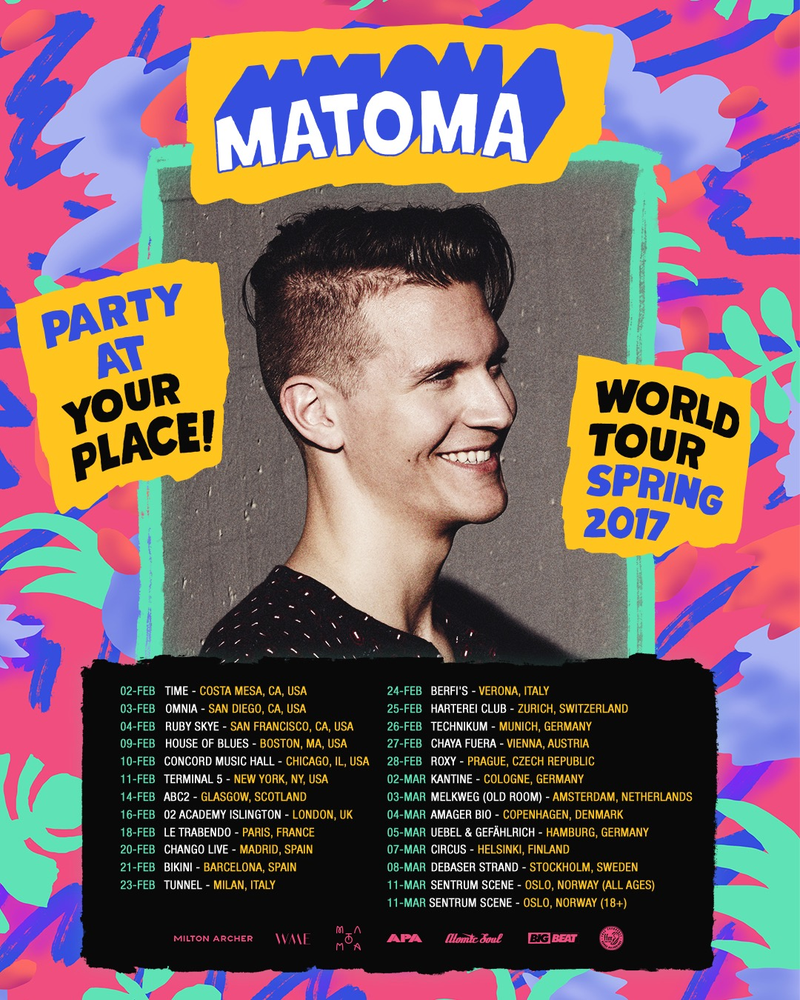 MATOMA
PARTY
AT
YOUR
PLACE!
WORLD
TOUR
SPRING
2017
02-FEB TIME - COSTA MESA, CA, USA
03-FEB OMNIA - SAN DIEGO, CA, USA
04-FEB RUBY SKYE - SAN FRANCISCO, CA, USA
09-FEB HOUSE OF BLUES - BOSTON, MA, USA
10-FEB CONCORD MUSIC HALL - CHICAGO, IL, USA
11-FEB TERMINAL 5 - NEW YORK, NY, USA
14-FEB ABC2 - GLASGOW, SCOTLAND
16-FEB 02 ACADEMY ISLINGTON - LONDON, UK
18-FEB LE TRABENDO - PARIS, FRANCE
20-FEB CHANGO LIVE - MADRID, SPAIN
21-FEB BIKINI - BARCELONA, SPAIN
23-FEB TUNNEL - MILAN, ITALY
24-FEB BERFI'S - VERONA, ITALY
25-FEB HARTEREI CLUB - ZURICH, SWITZERLAND
26-FEB TECHNIKUM - MUNICH, GERMANY
27-FEB CHAYA FUERA - VIENNA, AUSTRIA
28-FEB ROXY - PRAGUE, CZECH REPUBLIC
02-MAR KANTINE - COLOGNE, GERMANY
03-MAR MELKWEG (OLD ROOM) - AMSTERDAM, NETHERLANDS
04-MAR AMAGER BIO - COPENHAGEN, DENMARK
05-MAR UEBEL & GEFÄHLRICH - HAMBURG, GERMANY
07-MAR CIRCUS - HELSINKI, FINLAND
08-MAR DEBASER STRAND - STOCKHOLM, SWEDEN
11-MAR SENTRUM SCENE - OSLO, NORWAY (ALL AGES)
11-MAR SENTRUM SCENE - OSLO, NORWAY (18+)
MILTON ARCHER WME MATOMA APA Atomic Soul BIG BEAT